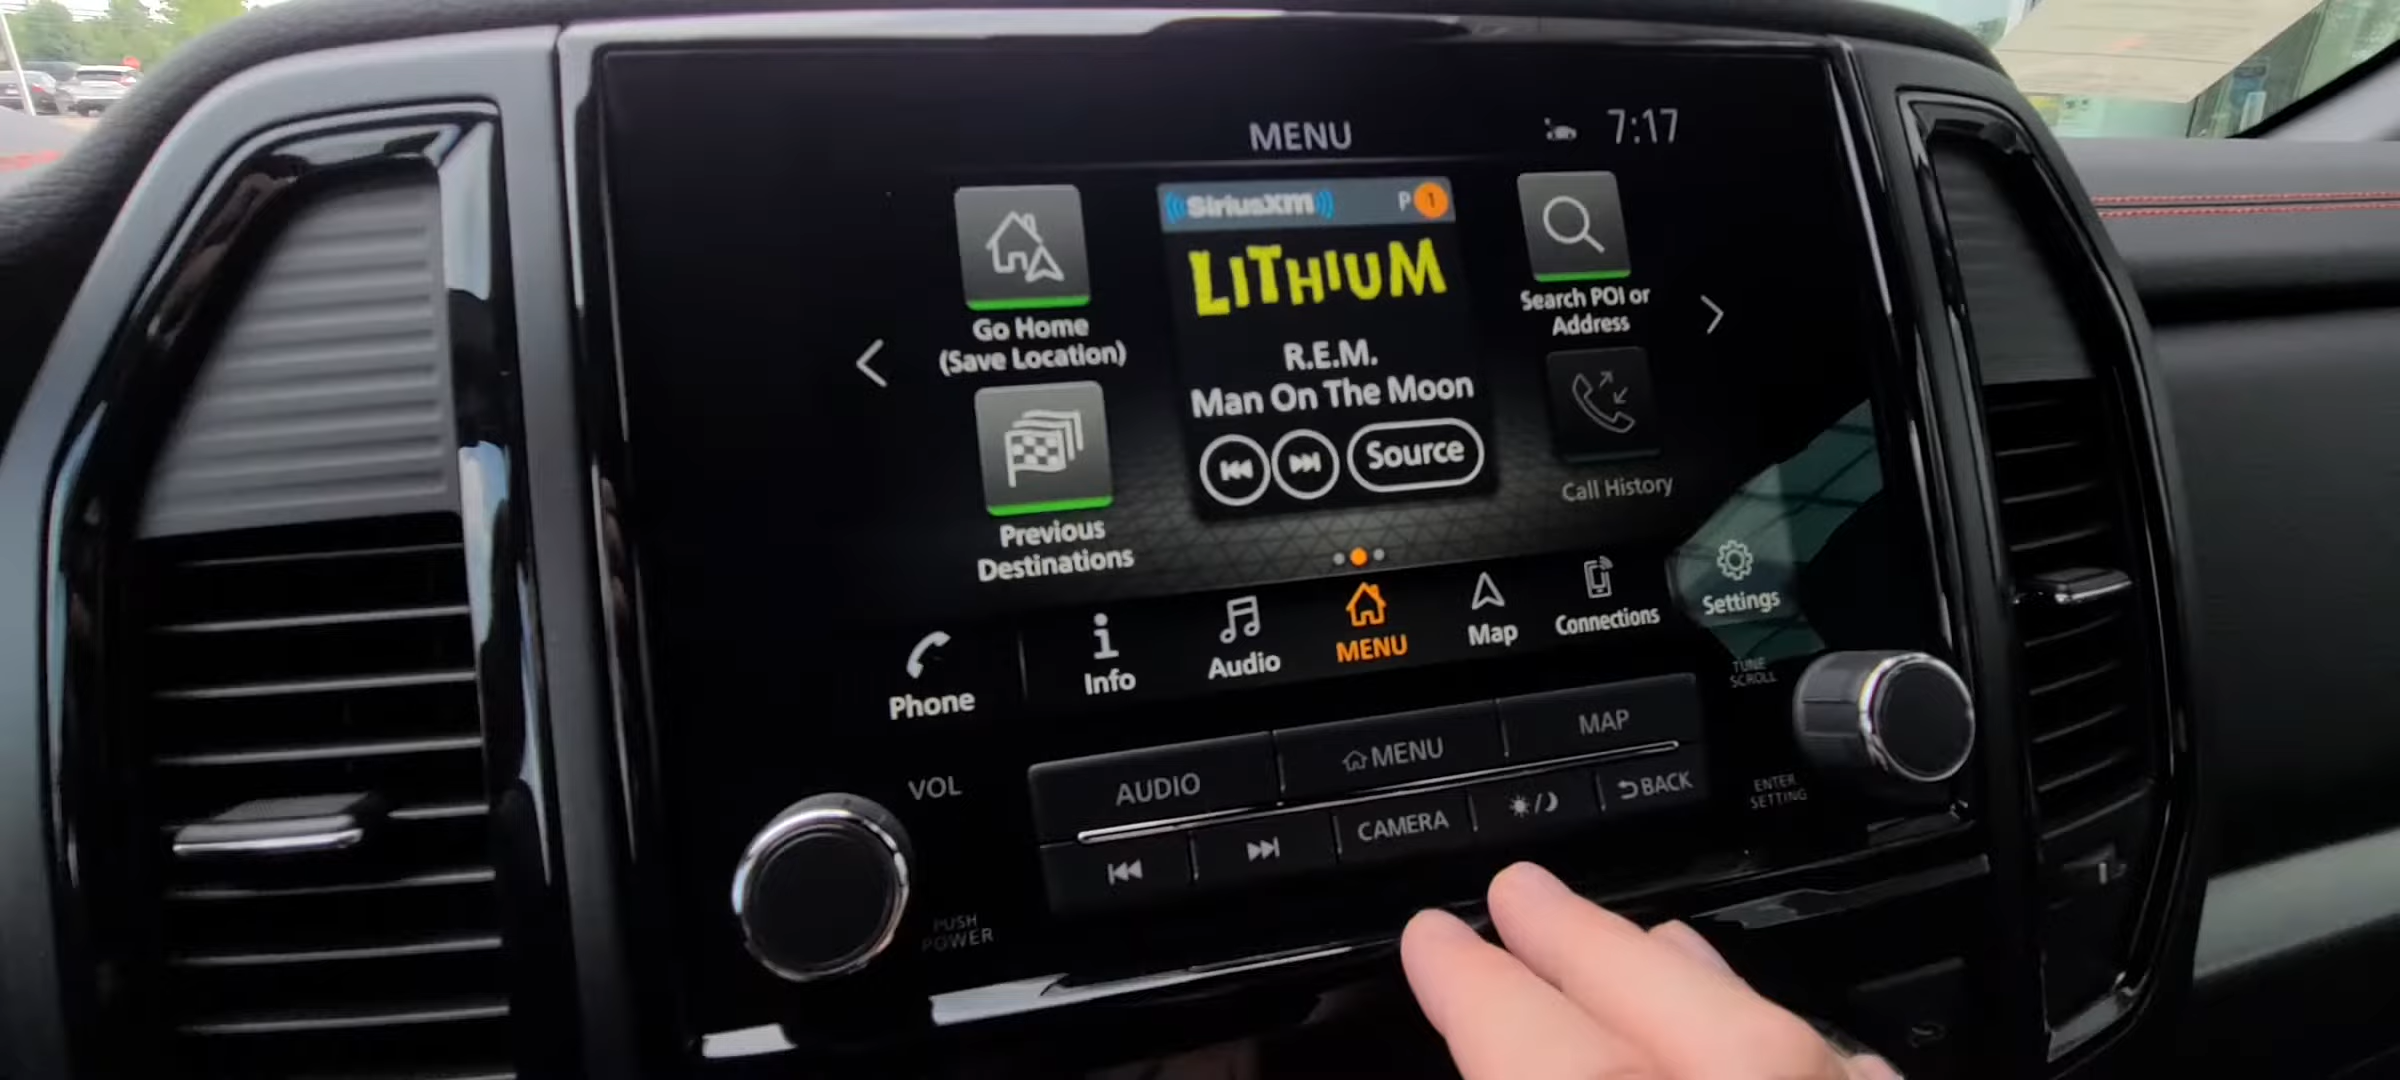 MENU
7:17
Go Home
(Save Location)
SiriusXM
P 1
LITHIUM
R.E.M.
Man On The Moon
Source
Search POI or
Address
Previous
Destinations
Call History
Phone
Info
Audio
MENU
Map
Connections
Settings
VOL
PUSH
POWER
AUDIO
MENU
MAP
CAMERA
BACK
TUNE
SCROLL
ENTER
SETTING